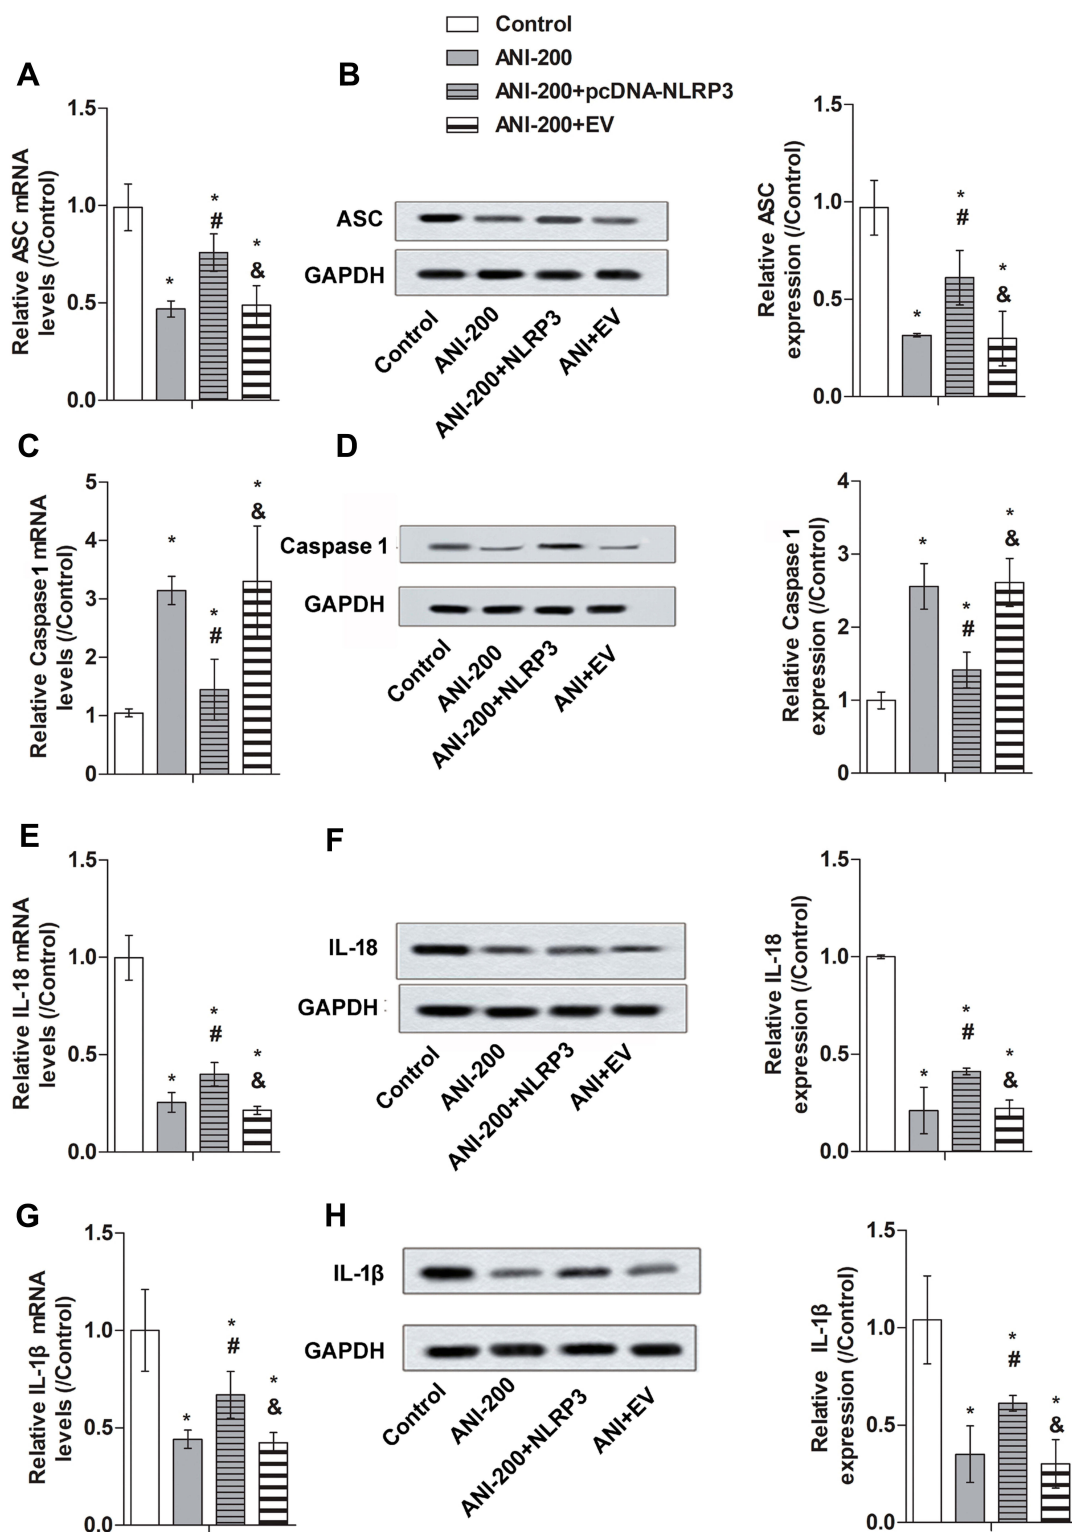 Control
ANI-200
ANI-200+pcDNA-NLRP3
ANI-200+EV
A
Relative ASC mRNA
levels (/Control)
1.5
1.0
0.5
0.0
*
*
#
*
&
B
ASC
GAPDH
Control
ANI-200
ANI-200+NLRP3
ANI+EV
Relative ASC
expression (/Control)
1.5
1.0
0.5
0.0
*
*
#
*
&
C
Relative Caspase1 mRNA
levels (/Control)
5
4
3
2
1
0
*
*
#
*
&
D
Caspase 1
GAPDH
Control
ANI-200
ANI-200+NLRP3
ANI+EV
Relative Caspase 1
expression (/Control)
4
3
2
1
0
*
*
#
*
&
E
Relative IL-18 mRNA
levels (/Control)
1.5
1.0
0.5
0.0
*
*
#
*
&
F
IL-18
GAPDH
Control
ANI-200
ANI-200+NLRP3
ANI+EV
Relative IL-18
expression (/Control)
1.5
1.0
0.5
0.0
*
*
#
*
&
G
Relative IL-1β mRNA
levels (/Control)
1.5
1.0
0.5
0.0
*
*
#
*
&
H
IL-1β
GAPDH
Control
ANI-200
ANI-200+NLRP3
ANI+EV
Relative IL-1β
expression (/Control)
1.5
1.0
0.5
0.0
*
*
#
*
&